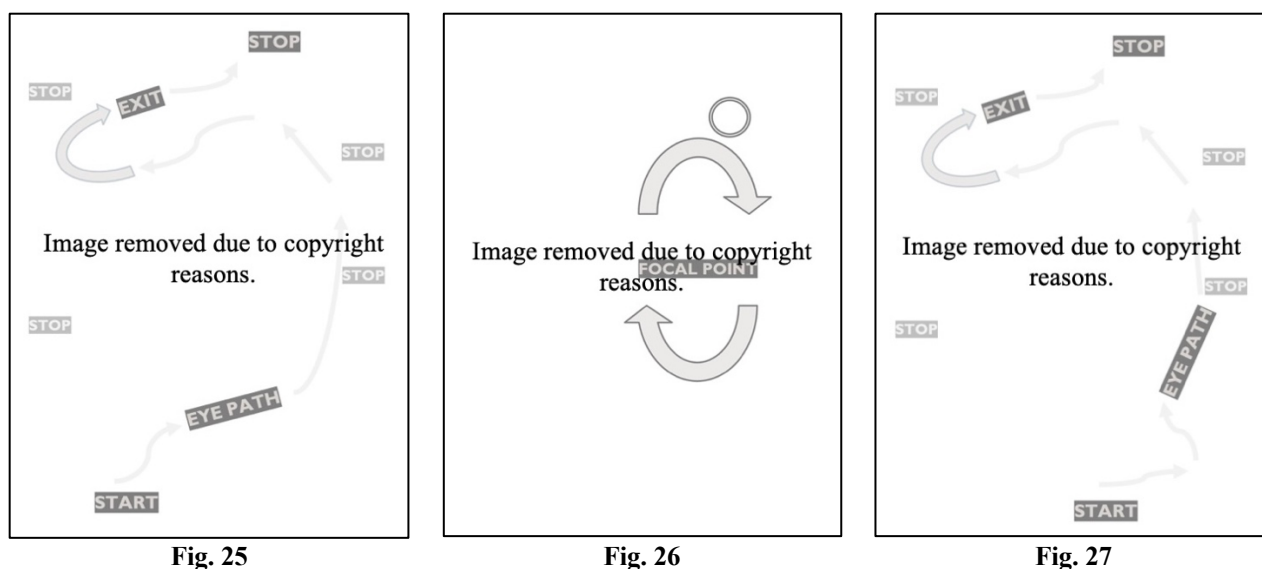 STOP
STOP
EXIT
STOP
Image removed due to copyright
reasons.
STOP
STOP
EYE PATH
START
Fig. 25
Image removed due to copyright
FOCAL POINT
reasons.
Fig. 26
STOP
STOP
EXIT
STOP
Image removed due to copyright
reasons.
STOP
STOP
EYE PATH
START
Fig. 27